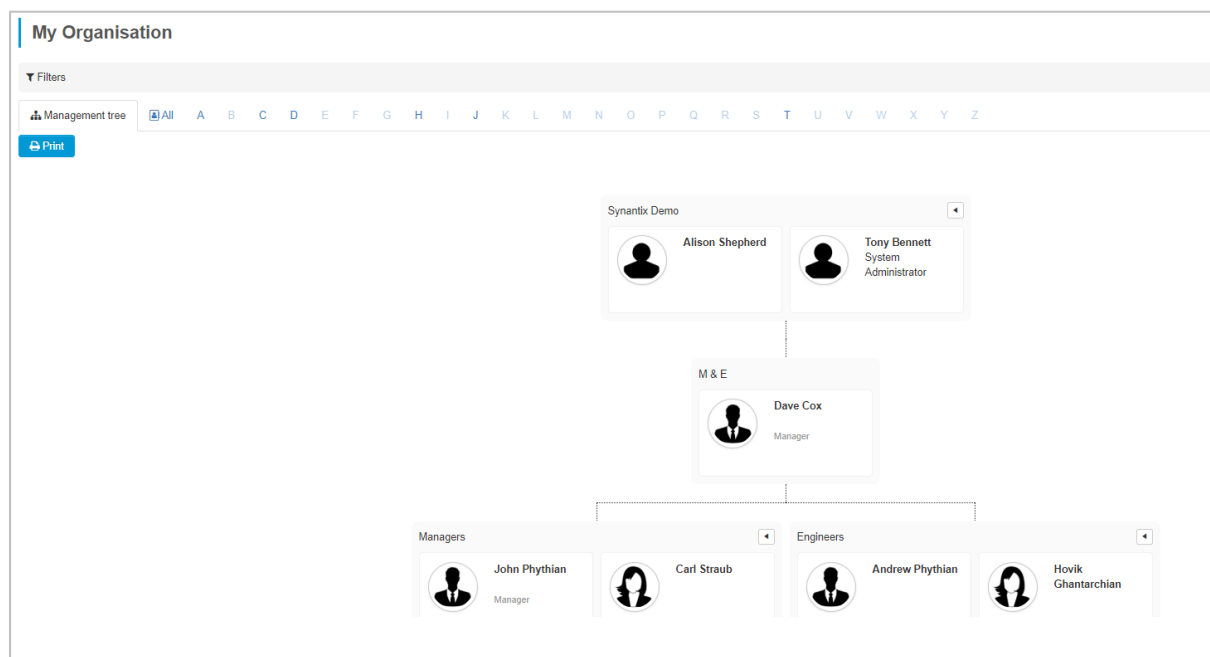 My Organisation
Filters
Management tree All A B C D E F G H I J K L M N O P Q R S T U V W X Y Z
Print
Synantix Demo
Alison Shepherd
Tony Bennett
System
Administrator
M & E
Dave Cox
Manager
Managers
John Phythian
Manager
Carl Straub
Engineers
Andrew Phythian
Hovik
Ghantarchian